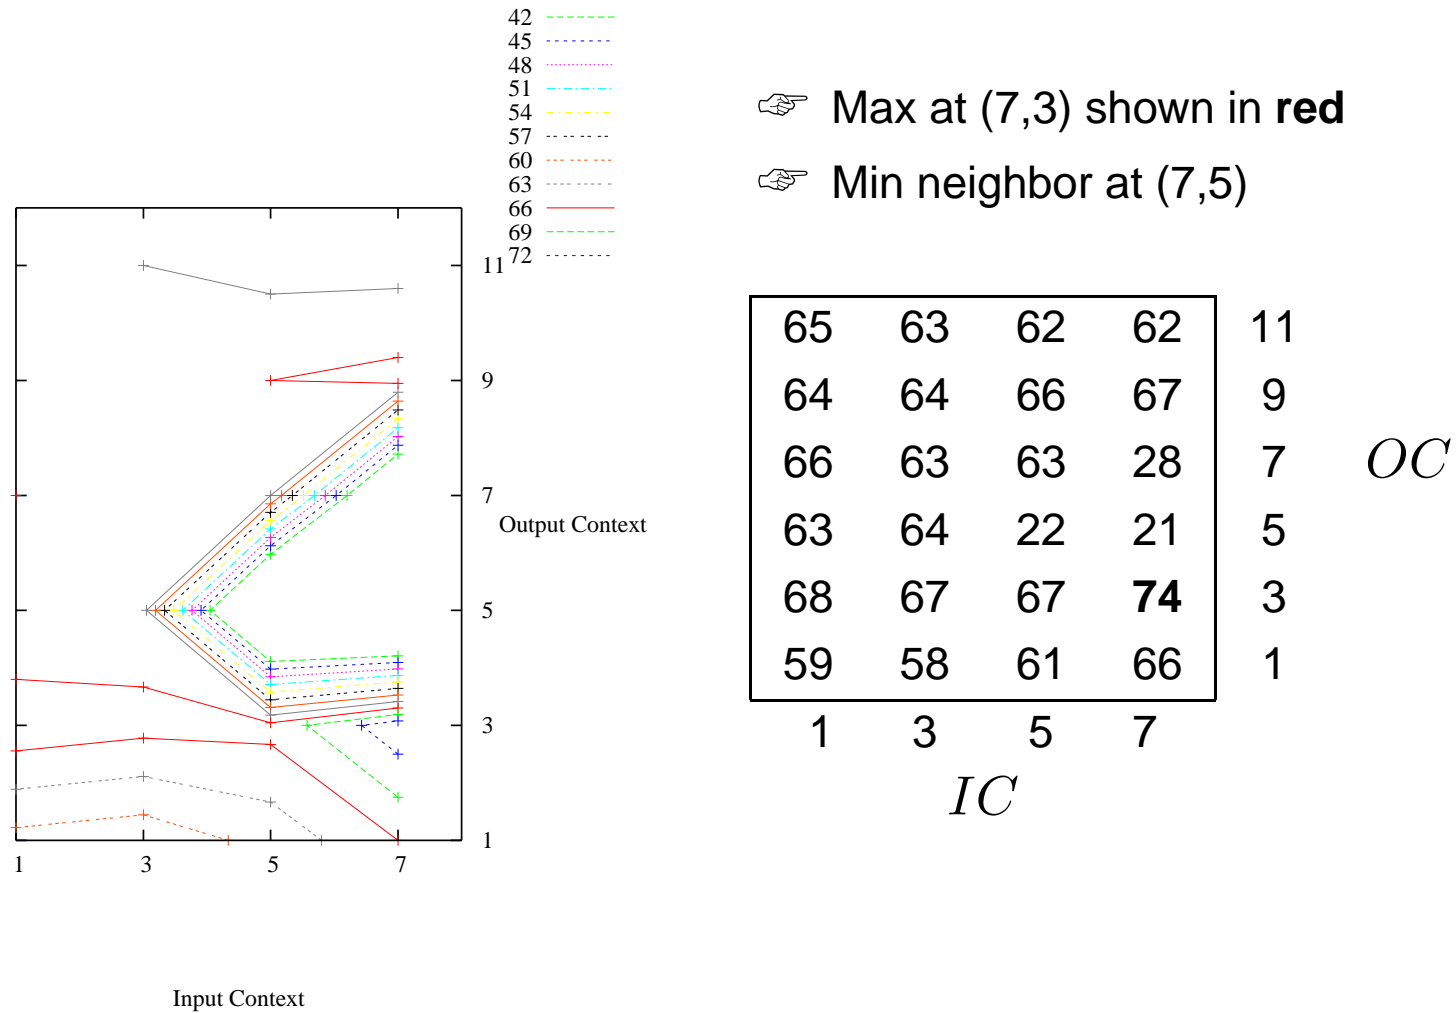 42
45
48
51
54
57
60
63
66
69
72
11
9
7
5
3
1
1 3 5 7
Output Context
Input Context
☞ Max at (7,3) shown in red
☞ Min neighbor at (7,5)
65 63 62 62 11
64 64 66 67 9
66 63 63 28 7
63 64 22 21 5
68 67 67 74 3
59 58 61 66 1
1 3 5 7
OC
IC